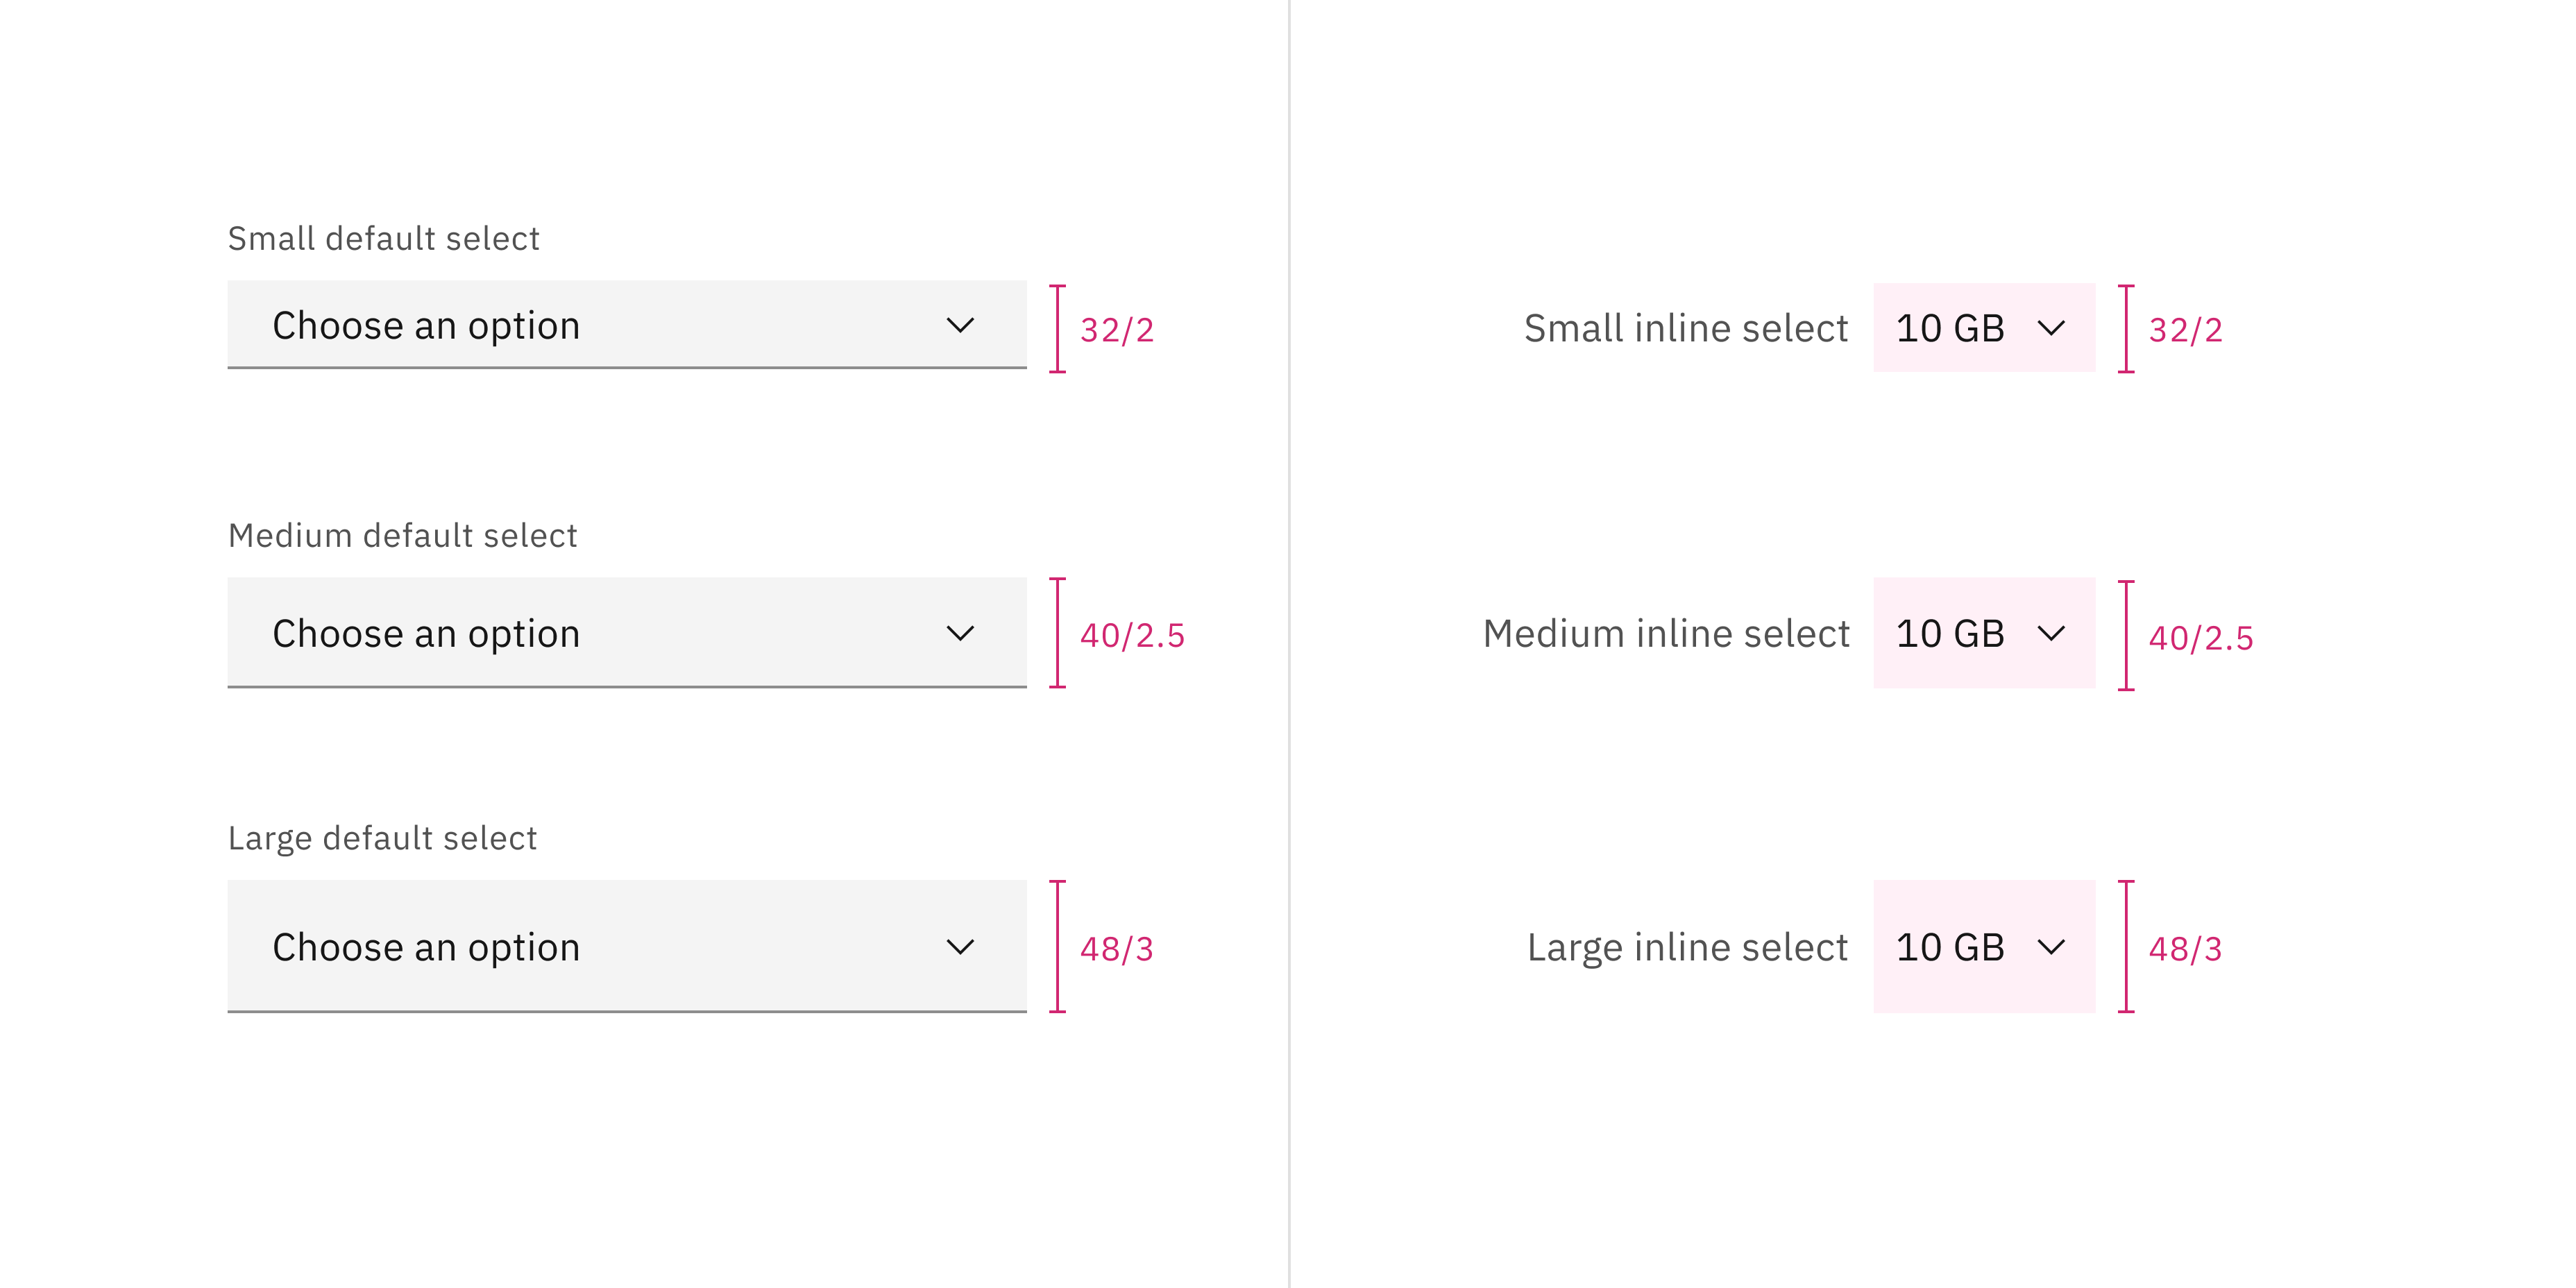 Small default select
Choose an option
32/2
Medium default select
Choose an option
40/2.5
Large default select
Choose an option
48/3
Small inline select
10 GB
32/2
Medium inline select
10 GB
40/2.5
Large inline select
10 GB
48/3